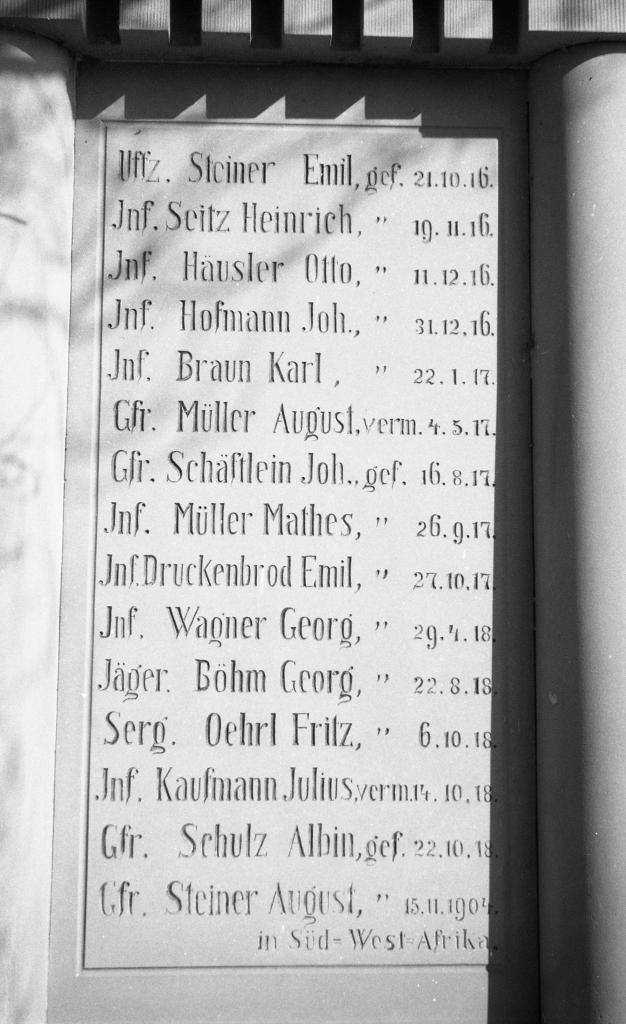 Uffz. Steiner Emil, gef. 21.10.16.
Jnf. Seitz Heinrich, " 19.11.16.
Jnf. Häusler Otto, " 11.12.16.
Jnf. Hofmann Joh., " 31.12.16.
Jnf. Braun Karl, " 22.1.17.
Gfr. Müller August, verm. 4.5.17.
Gfr. Schäftlein Joh., gef. 16.8.17.
Jnf. Müller Mathes, " 26.9.17.
Jnf. Druckenbrod Emil, " 27.10.17.
Jnf. Wagner Georg, " 29.4.18.
Jäger. Böhm Georg, " 22.8.18.
Serg. Oehrl Fritz, " 6.10.18.
Jnf. Kaufmann Julius, verm. 14.10.18.
Gfr. Schulz Albin, gef. 22.10.18.
Gfr. Steiner August, " 15.11.1904.
in Süd=West=Afrika.